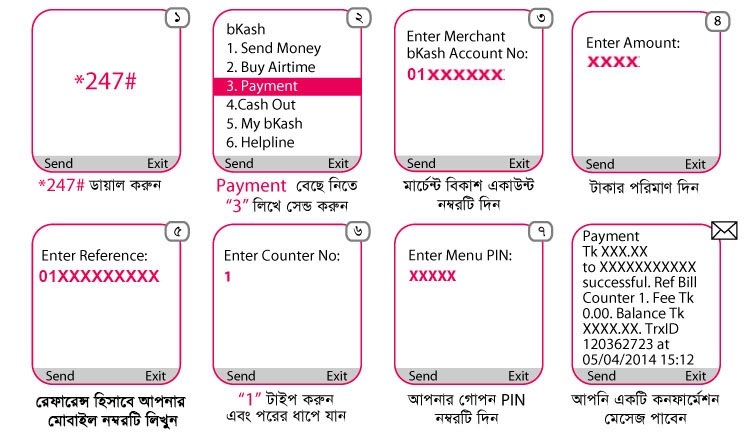 ১
*247#
Send Exit
*247# ডায়াল করুন
২
bKash
1. Send Money
2. Buy Airtime
3. Payment
4.Cash Out
5. My bKash
6. Helpline
Send Exit
Payment বেছে নিতে
“3” লিখে সেন্ড করুন
৩
Enter Merchant
bKash Account No:
01XXXXXX
Send Exit
মার্চেন্ট বিকাশ একাউন্ট
নম্বরটি দিন
8
Enter Amount:
XXXX
Send Exit
টাকার পরিমাণ দিন
৫
Enter Reference:
01XXXXXXXXX
Send Exit
রেফারেন্স হিসাবে আপনার
মোবাইল নম্বরটি লিখুন
৬
Enter Counter No:
1
Send Exit
“1” টাইপ করুন
এবং পরের ধাপে যান
৭
Enter Menu PIN:
XXXXX
Send Exit
আপনার গোপন PIN
নম্বরটি দিন
Payment
Tk XXX.XX
to XXXXXXXXXXX
successful. Ref Bill
Counter 1. Fee Tk
0.00. Balance Tk
XXXX.XX. TrxID
120362723 at
05/04/2014 15:12
Send Exit
আপনি একটি কনফার্মেশন
মেসেজ পাবেন